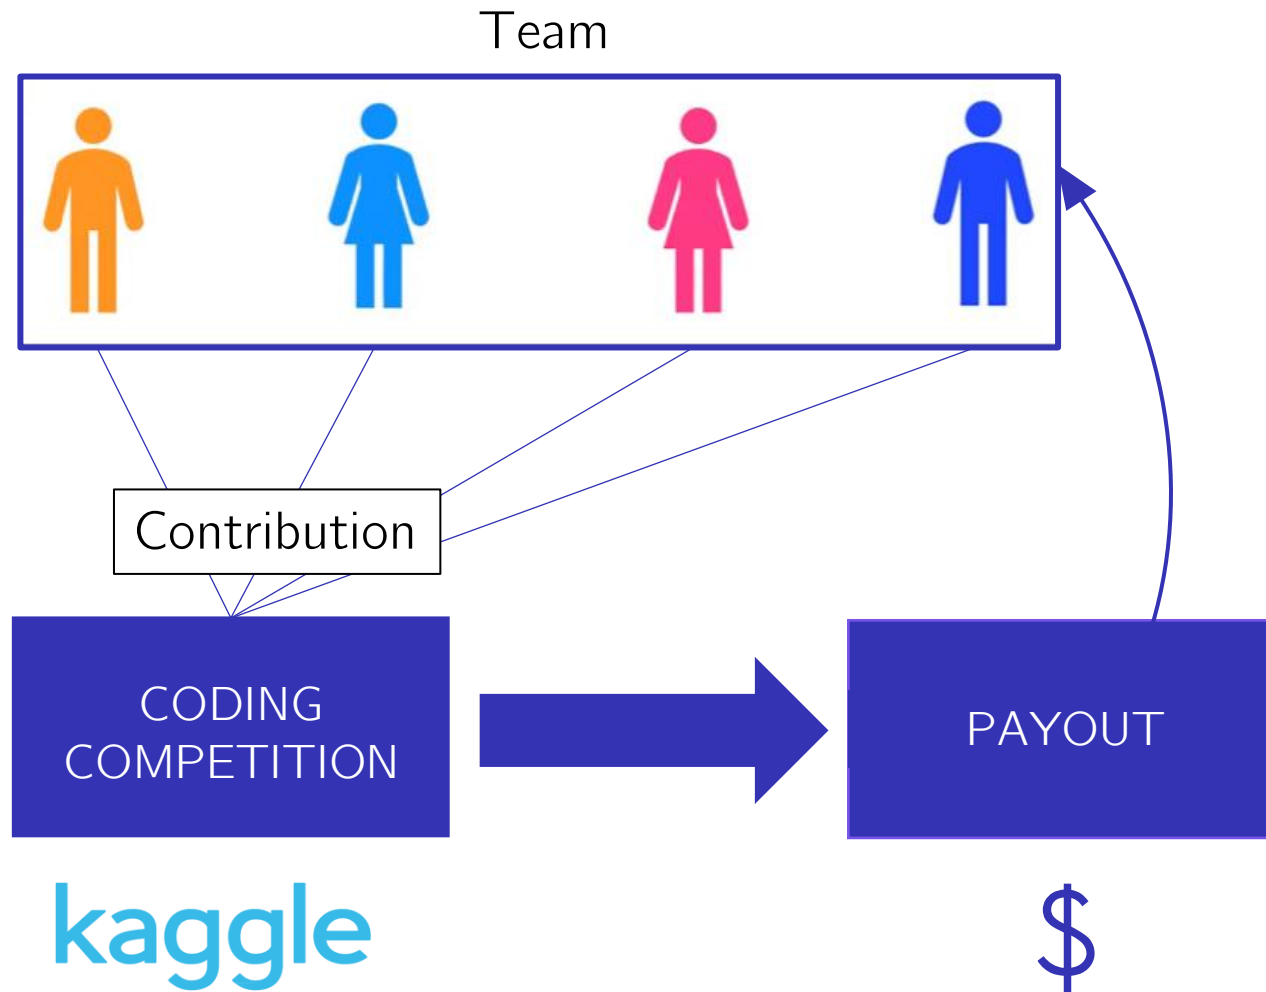 Team
Contribution
CODING
COMPETITION
PAYOUT
kaggle
$